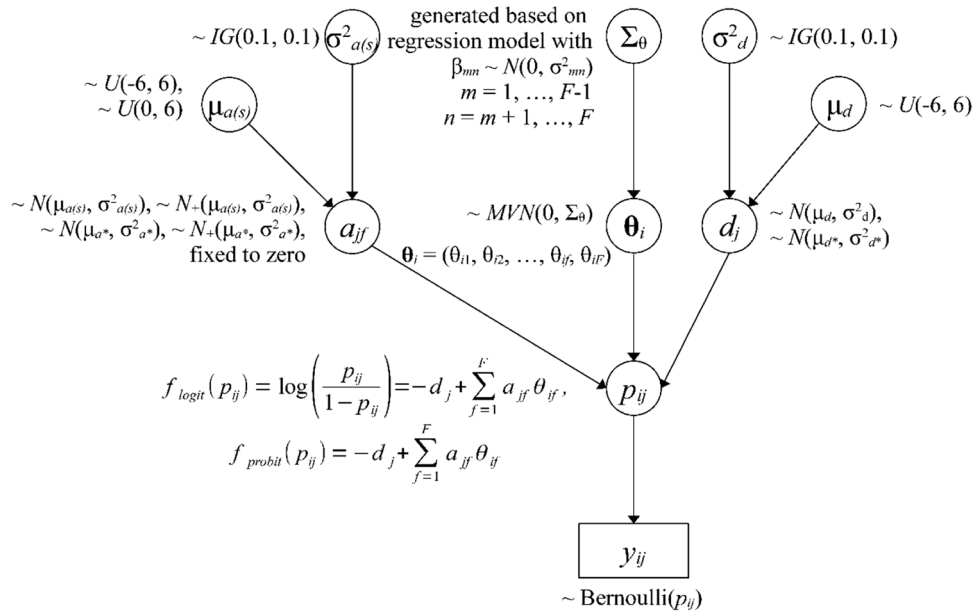 ~ IG(0.1, 0.1)
σ²a(s)
generated based on
regression model with
βmn ~ N(0, σ²mn)
m = 1, …, F-1
n = m + 1, …, F
Σθ
σ²d
~ IG(0.1, 0.1)
~ U(-6, 6),
~ U(0, 6)
μa(s)
μd
~ U(-6, 6)
~ N(μa(s), σ²a(s)), ~ N+(μa(s), σ²a(s)),
~ N(μa*, σ²a*), ~ N+(μa*, σ²a*),
fixed to zero
ajf
~ MVN(0, Σθ)
θi
θi = (θi1, θi2, …, θif, θiF)
dj
~ N(μd, σ²d),
~ N(μd*, σ²d*)
f logit(pij) = log(pij / 1−pij) = −dj + Σ F f=1 ajf θif,
f probit(pij) = −dj + Σ F f=1 ajf θif
pij
yij
~ Bernoulli(pij)